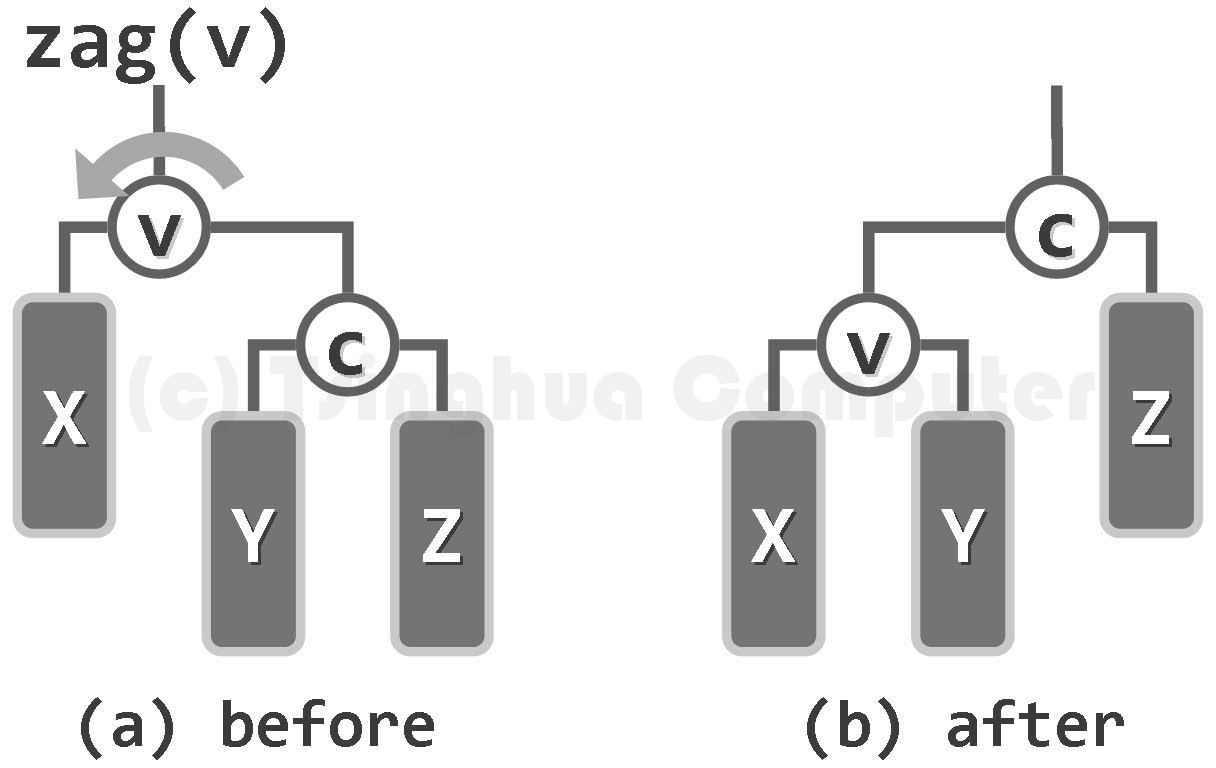 zag(v)
v
c
c
v
X
Z
Y
Z
X
Y
(c) Tsinghua Computer
(a) before
(b) after